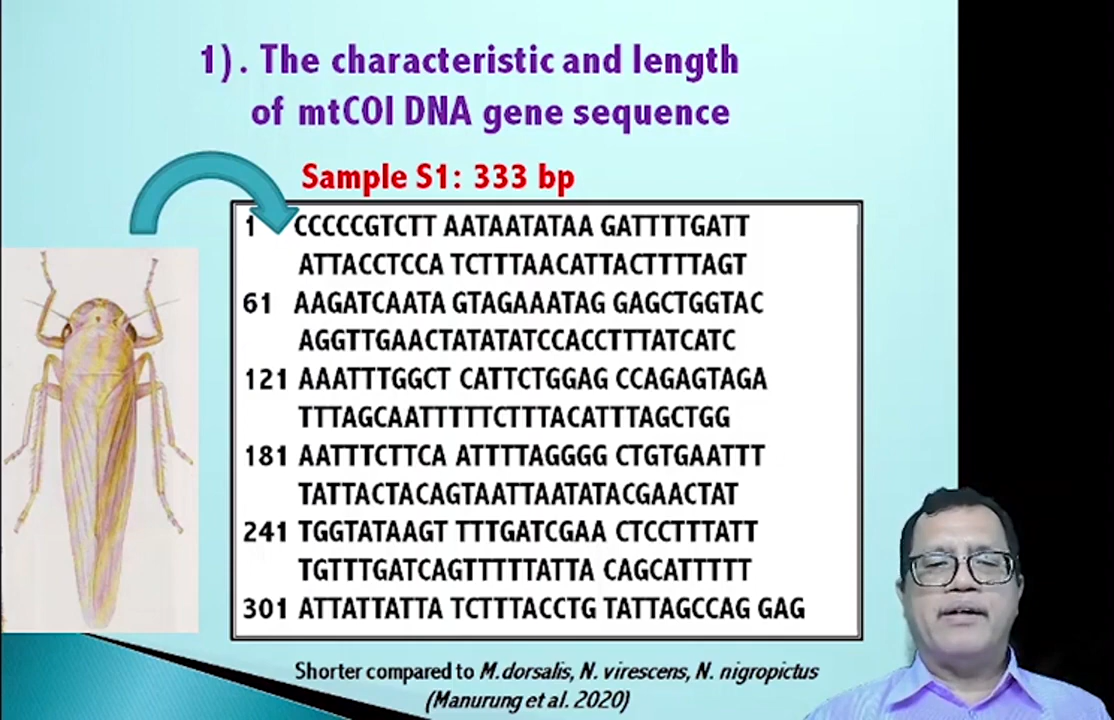 1). The characteristic and length
of mtCOI DNA gene sequence
Sample S1: 333 bp
1 CCCCCGTCTT AATAATATAA GATTTTGATT
ATTACCTCCA TCTTTAACATTACTTTTAGT
61 AAGATCAATA GTAGAAATAG GAGCTGGTAC
AGGTTGAACTATATATCCACCTTTATCATC
121 AAATTTGGCT CATTCTGGAG CCAGAGTAGA
TTTAGCAATTTTTCTTTACATTTAGCTGG
181 AATTTCTTCA ATTTTAGGGG CTGTGAATTT
TATTACTACAGTAATTAATATACGAACTAT
241 TGGTATAAGT TTTGATCGAA CTCCTTTATT
TGTTTGATCAGTTTTTATTA CAGCATTTTT
301 ATTATTATTA TCTTTACCTG TATTAGCCAG GAG
Shorter compared to M.dorsalis, N. virescens, N. nigropictus
(Manurung et al. 2020)